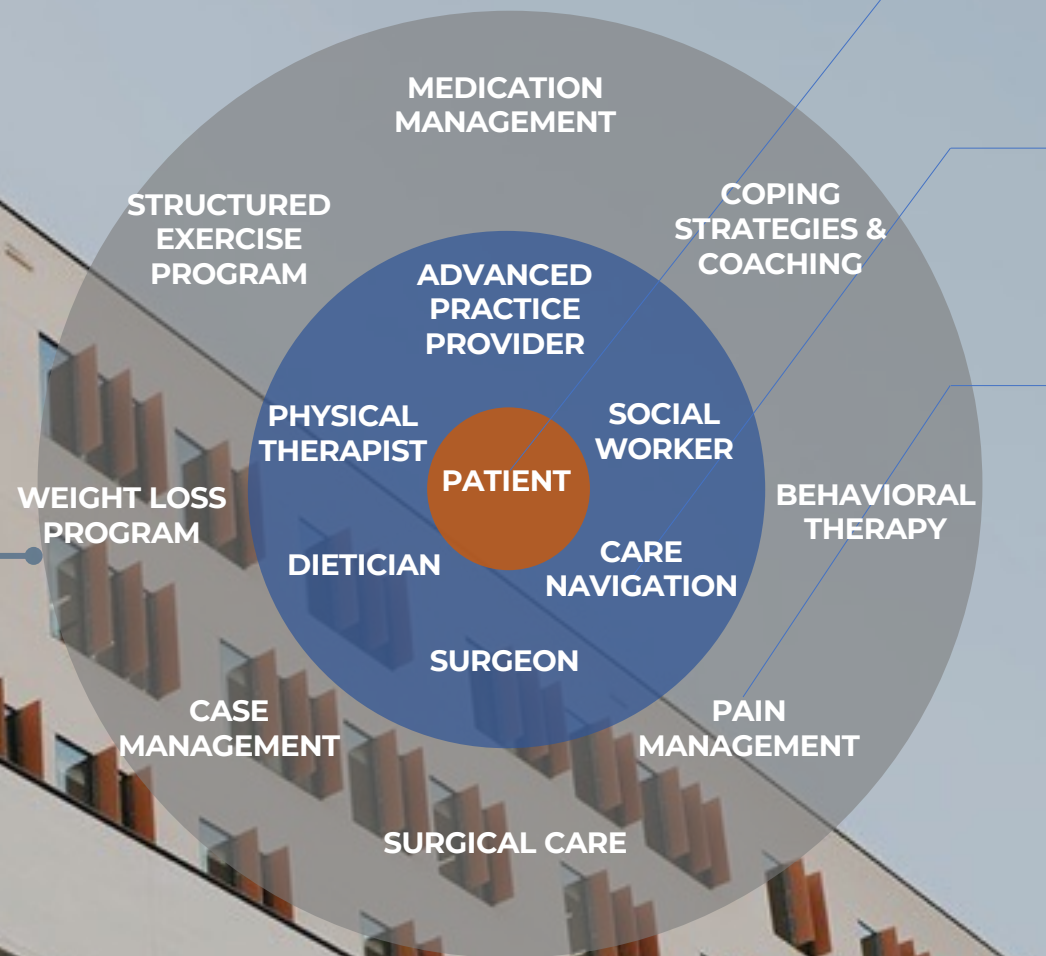 MEDICATION
MANAGEMENT
STRUCTURED
EXERCISE
PROGRAM
COPING
STRATEGIES &
COACHING
ADVANCED
PRACTICE
PROVIDER
PHYSICAL
THERAPIST
SOCIAL
WORKER
PATIENT
WEIGHT LOSS
PROGRAM
BEHAVIORAL
THERAPY
DIETICIAN
CARE
NAVIGATION
SURGEON
CASE
MANAGEMENT
PAIN
MANAGEMENT
SURGICAL CARE